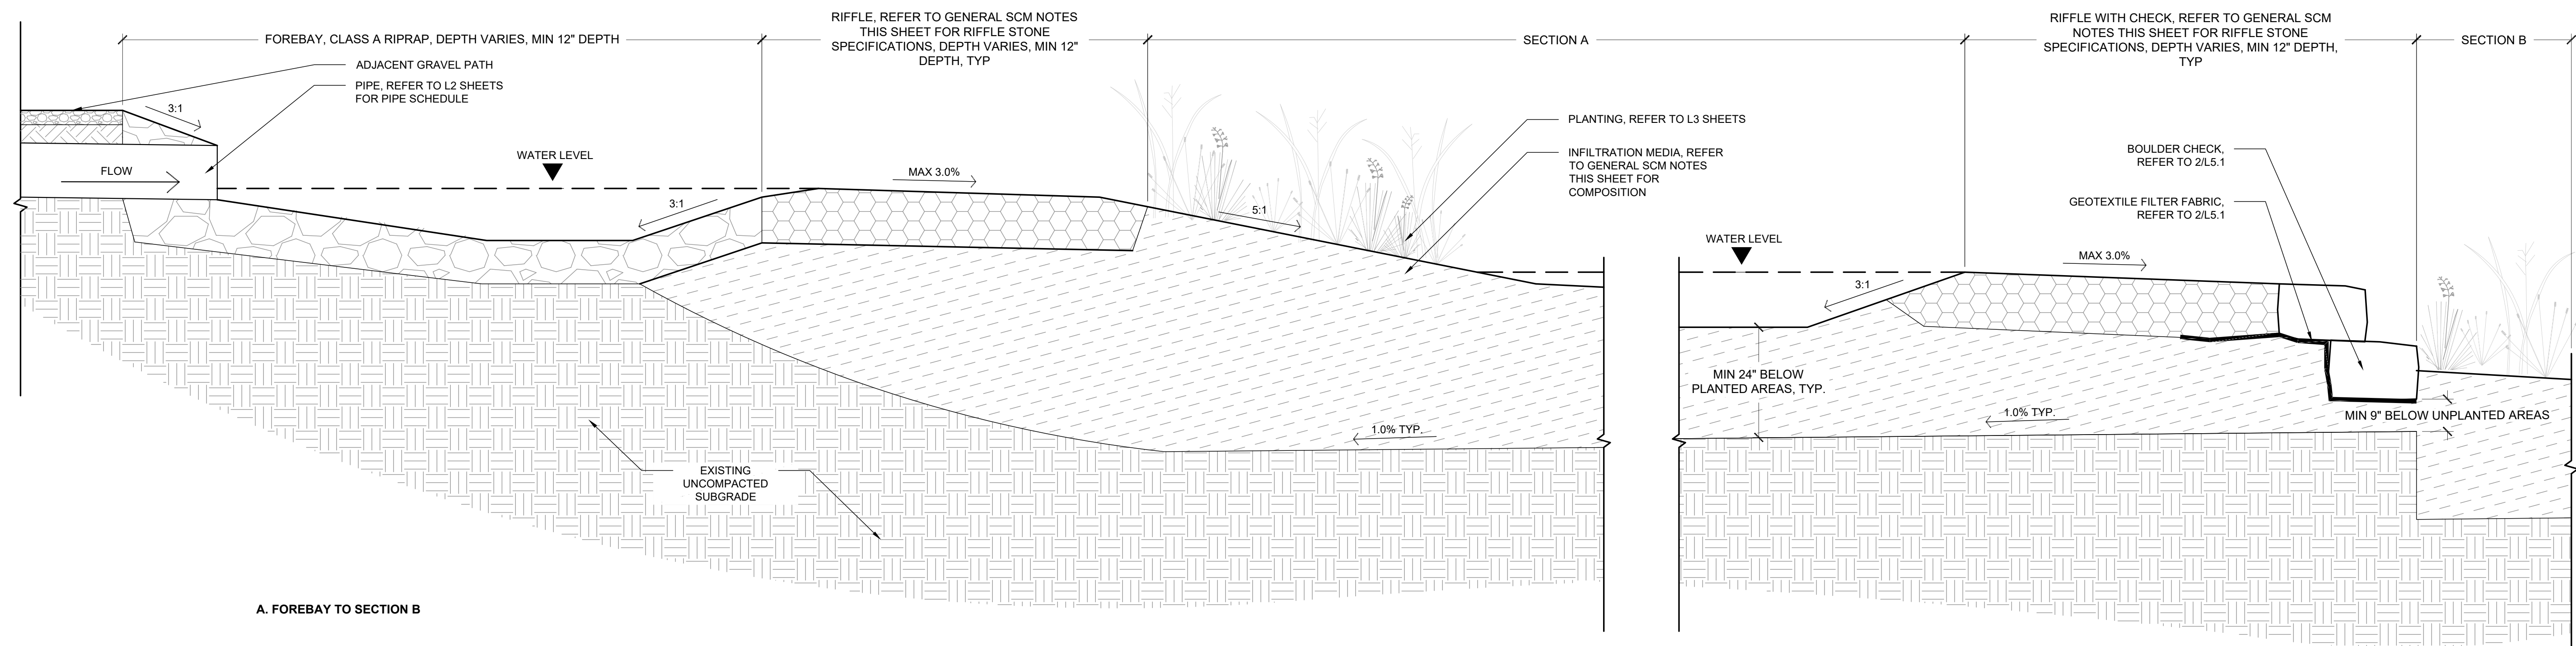 FOREBAY, CLASS A RIPRAP, DEPTH VARIES, MIN 12" DEPTH
RIFFLE, REFER TO GENERAL SCM NOTES
THIS SHEET FOR RIFFLE STONE
SPECIFICATIONS, DEPTH VARIES, MIN 12"
DEPTH, TYP
SECTION A
RIFFLE WITH CHECK, REFER TO GENERAL SCM
NOTES THIS SHEET FOR RIFFLE STONE
SPECIFICATIONS, DEPTH VARIES, MIN 12" DEPTH,
TYP
SECTION B
ADJACENT GRAVEL PATH
PIPE, REFER TO L2 SHEETS
FOR PIPE SCHEDULE
3:1
FLOW
WATER LEVEL
3:1
MAX 3.0%
5:1
PLANTING, REFER TO L3 SHEETS
INFILTRATION MEDIA, REFER
TO GENERAL SCM NOTES
THIS SHEET FOR
COMPOSITION
BOULDER CHECK,
REFER TO 2/L5.1
GEOTEXTILE FILTER FABRIC,
REFER TO 2/L5.1
WATER LEVEL
MAX 3.0%
3:1
MIN 24" BELOW
PLANTED AREAS, TYP.
1.0% TYP.
MIN 9" BELOW UNPLANTED AREAS
1.0% TYP.
EXISTING
UNCOMPACTED
SUBGRADE
A. FOREBAY TO SECTION B